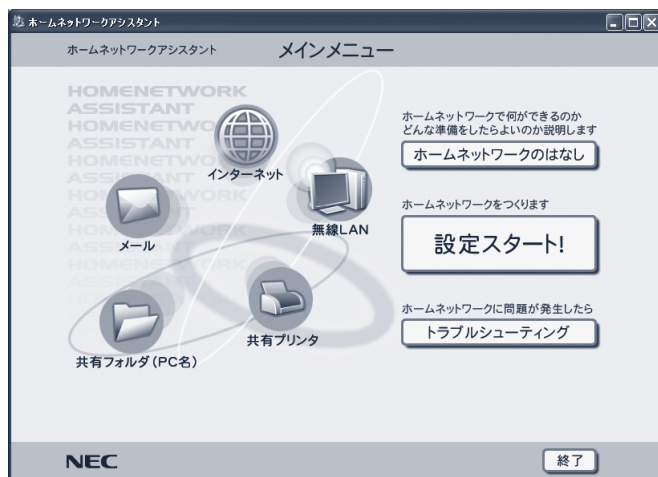 ホームネットワークアシスタント
ホームネットワークアシスタント メインメニュー
HOMENETWORK
ASSISTANT
HOMENETWO
ASSISTANT
HOMENETWO
ASSISTANT
インターネット
無線LAN
メール
共有プリンタ
共有フォルダ(PC名)
ホームネットワークで何ができるのか
どんな準備をしたらよいのか説明します
ホームネットワークのはなし
ホームネットワークをつくります
設定スタート!
ホームネットワークに問題が発生したら
トラブルシューティング
NEC
終了